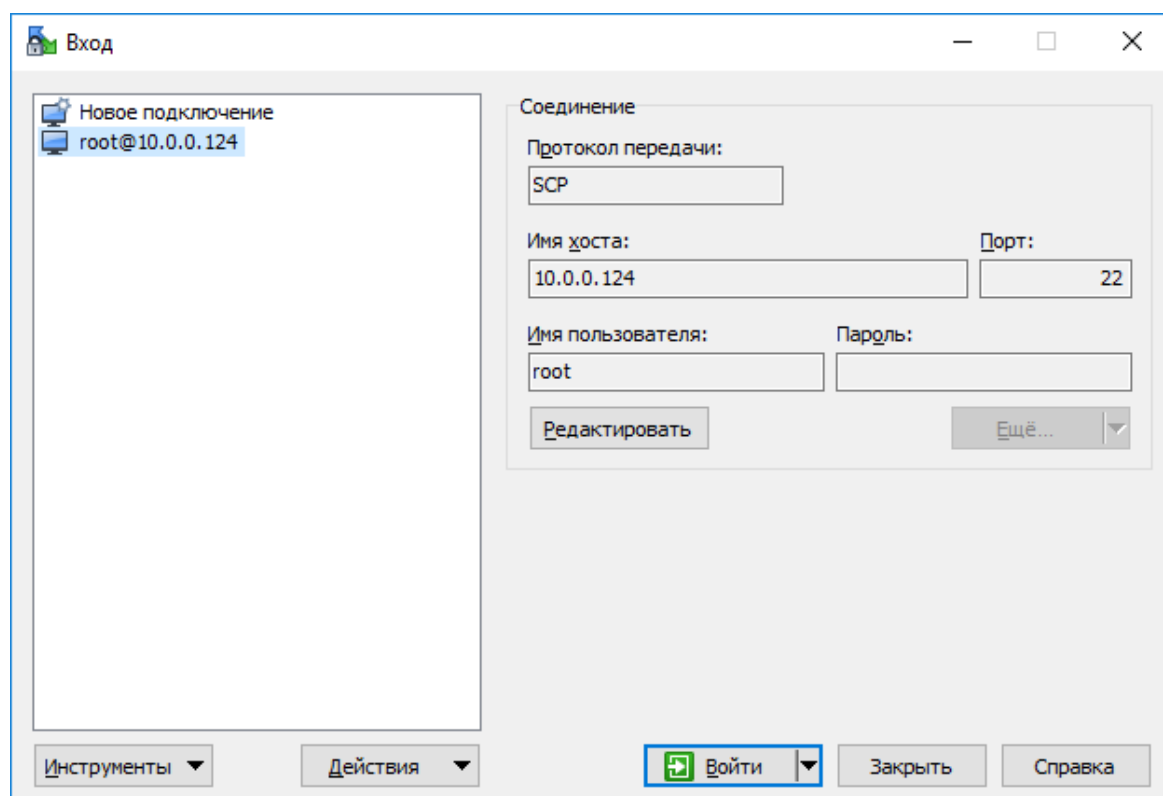 Вход
Новое подключение
root@10.0.0.124
Соединение
Протокол передачи:
SCP
Имя хоста:
Порт:
10.0.0.124
22
Имя пользователя:
Пароль:
root
Редактировать
Ещё...
Инструменты
Действия
Войти
Закрыть
Справка